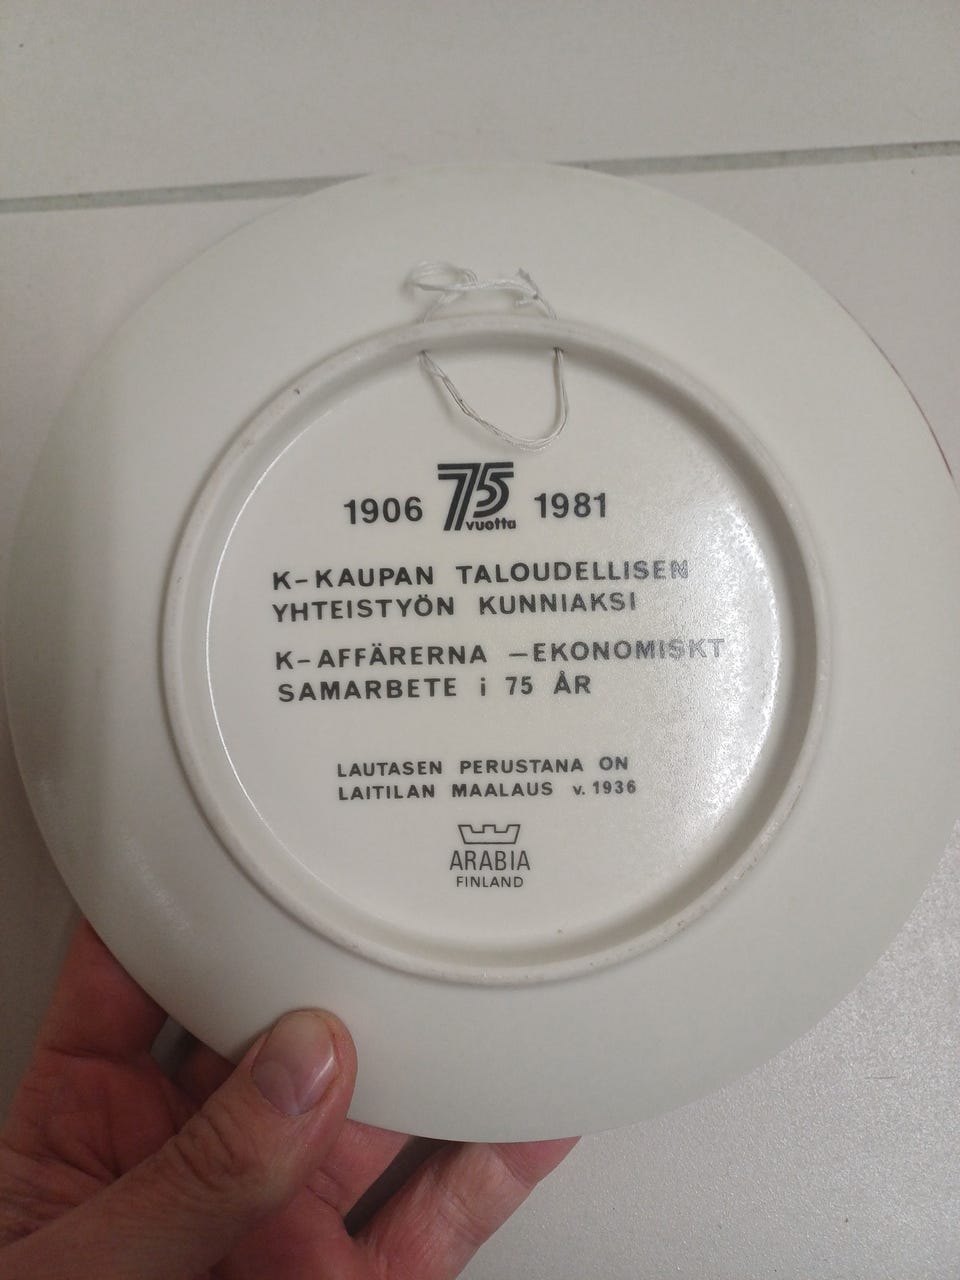 1906 75 vuotta 1981
K-KAUPAN TALOUDELLISEN
YHTEISTYÖN KUNNIAKSI
K-AFFÄRERNA -EKONOMISKT
SAMARBETE i 75 ÅR
LAUTASEN PERUSTANA ON
LAITILAN MAALAUS v. 1936
ARABIA
FINLAND